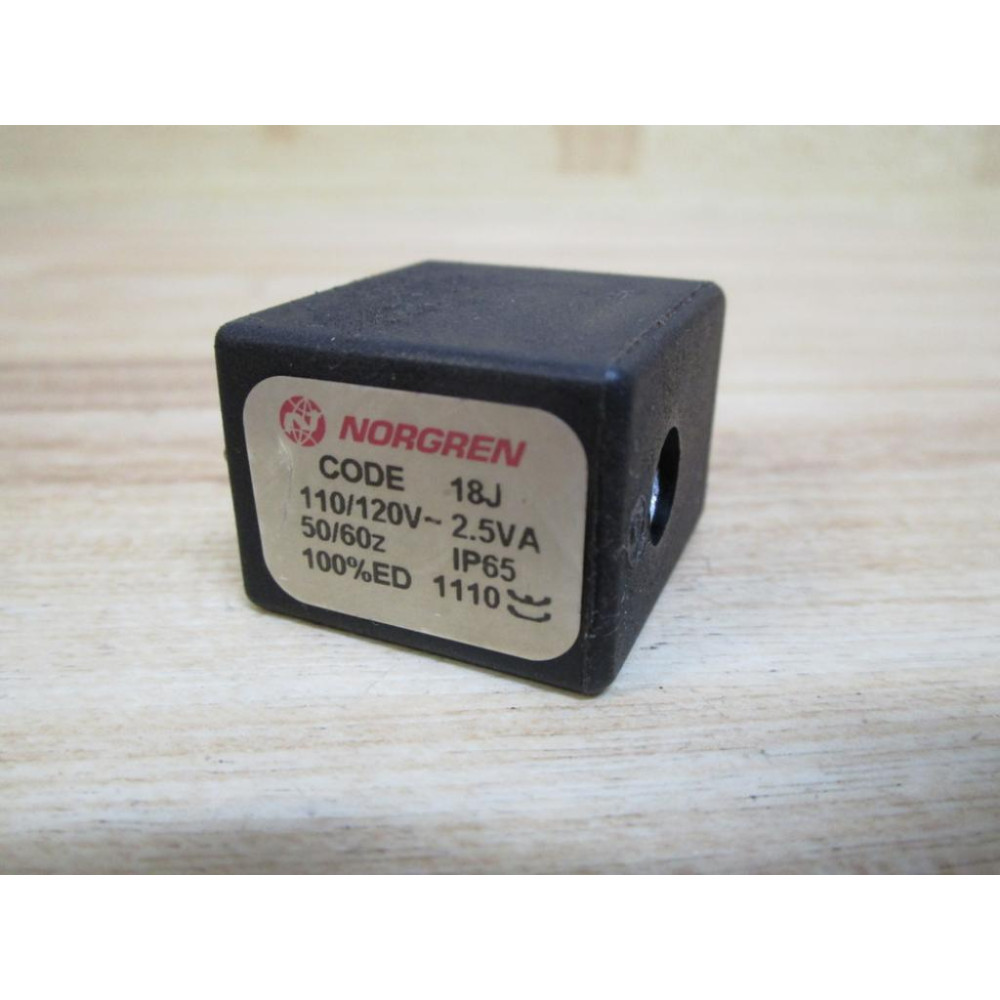 NORGREN
CODE 18J
110/120V~ 2.5VA
50/60z IP65
100%ED 1110